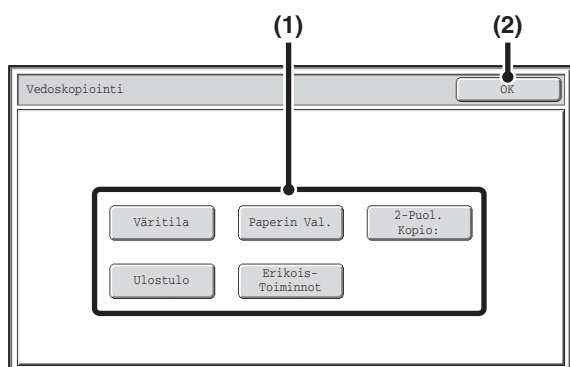 (1) (2)
Vedoskopiointi OK
Väritila Paperin Val. 2-Puol.
Kopio:
Ulostulo Erikois-
Toiminnot